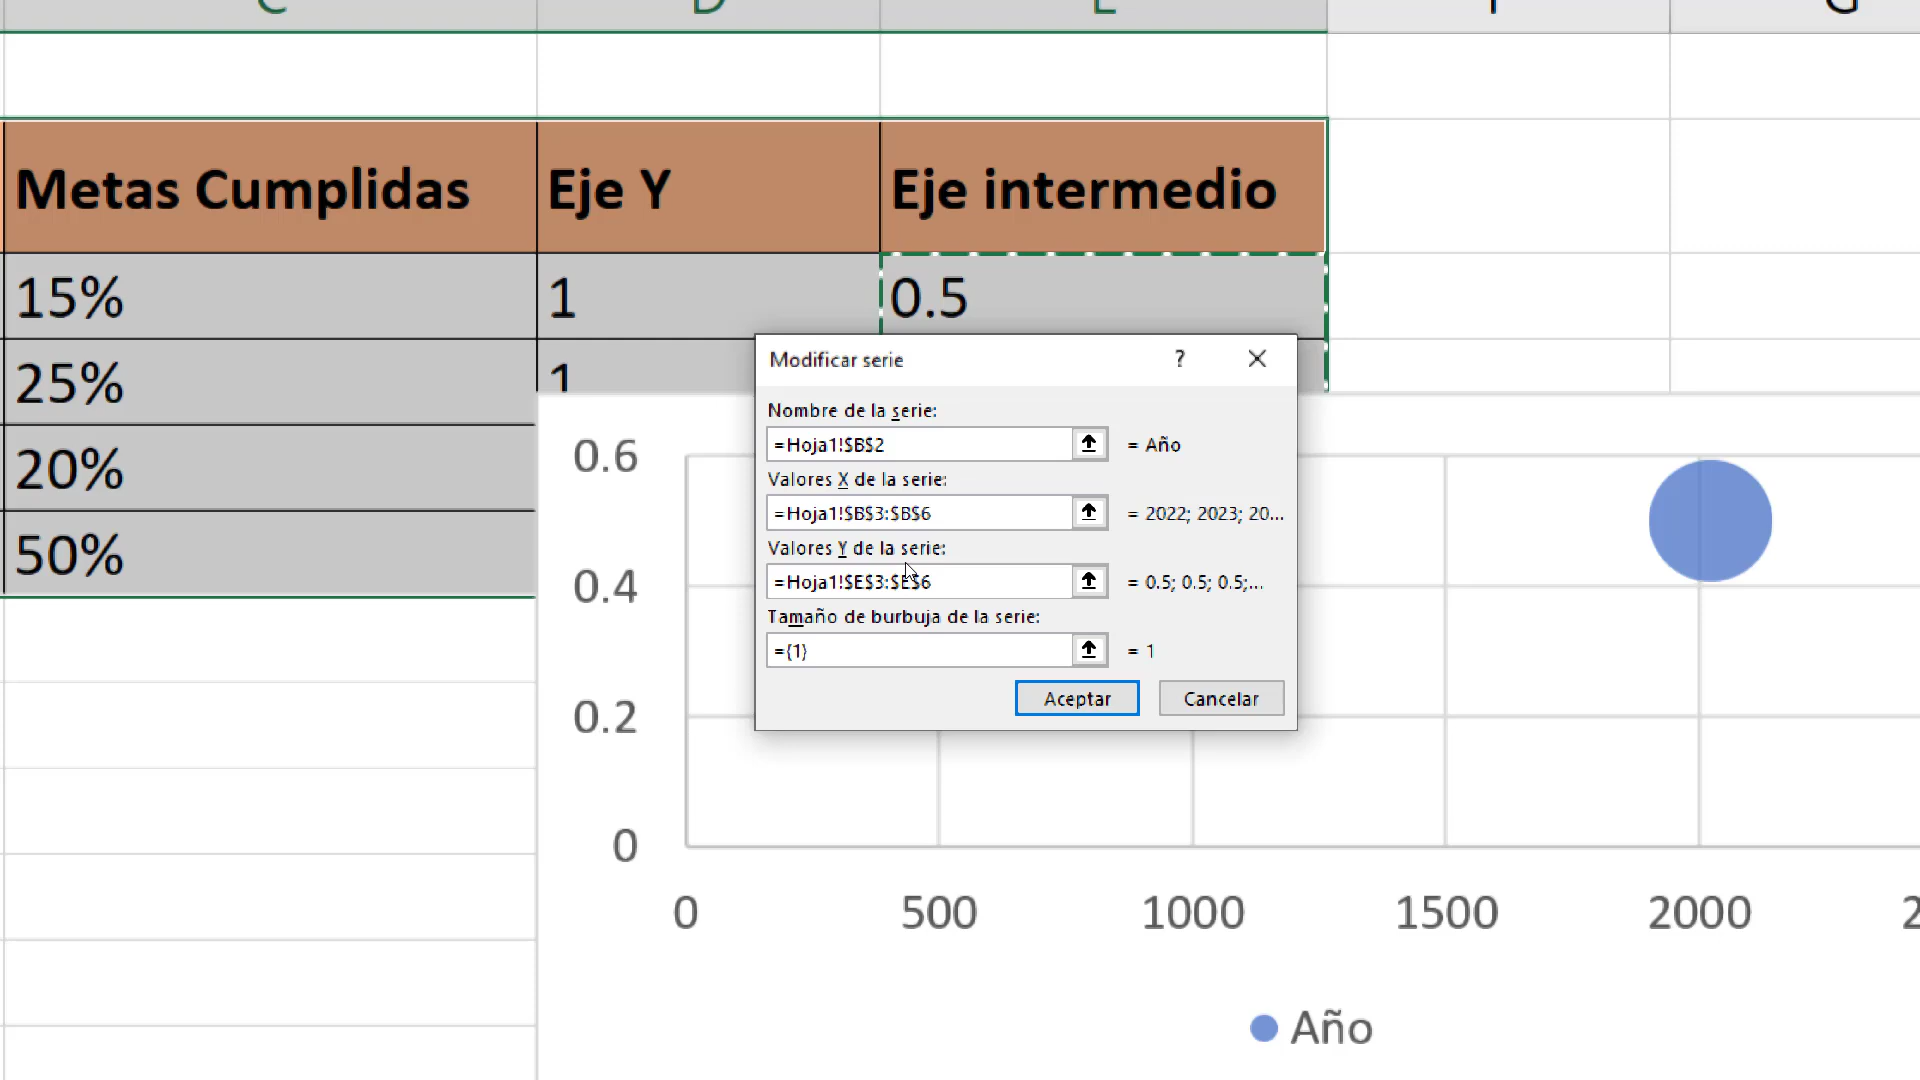 C D E F G
Metas Cumplidas Eje Y Eje intermedio
15% 1 0.5
25% 1
20%
50%
Modificar serie ?
Nombre de la serie:
=Hoja1!$B$2 = Año
Valores X de la serie:
=Hoja1!$B$3:$B$6 = 2022; 2023; 20...
Valores Y de la serie:
=Hoja1!$E$3:$E$6 = 0.5; 0.5; 0.5;...
Tamaño de burbuja de la serie:
={1} = 1
Aceptar Cancelar
0.6
0.4
0.2
0
0 500 1000 1500 2000
Año